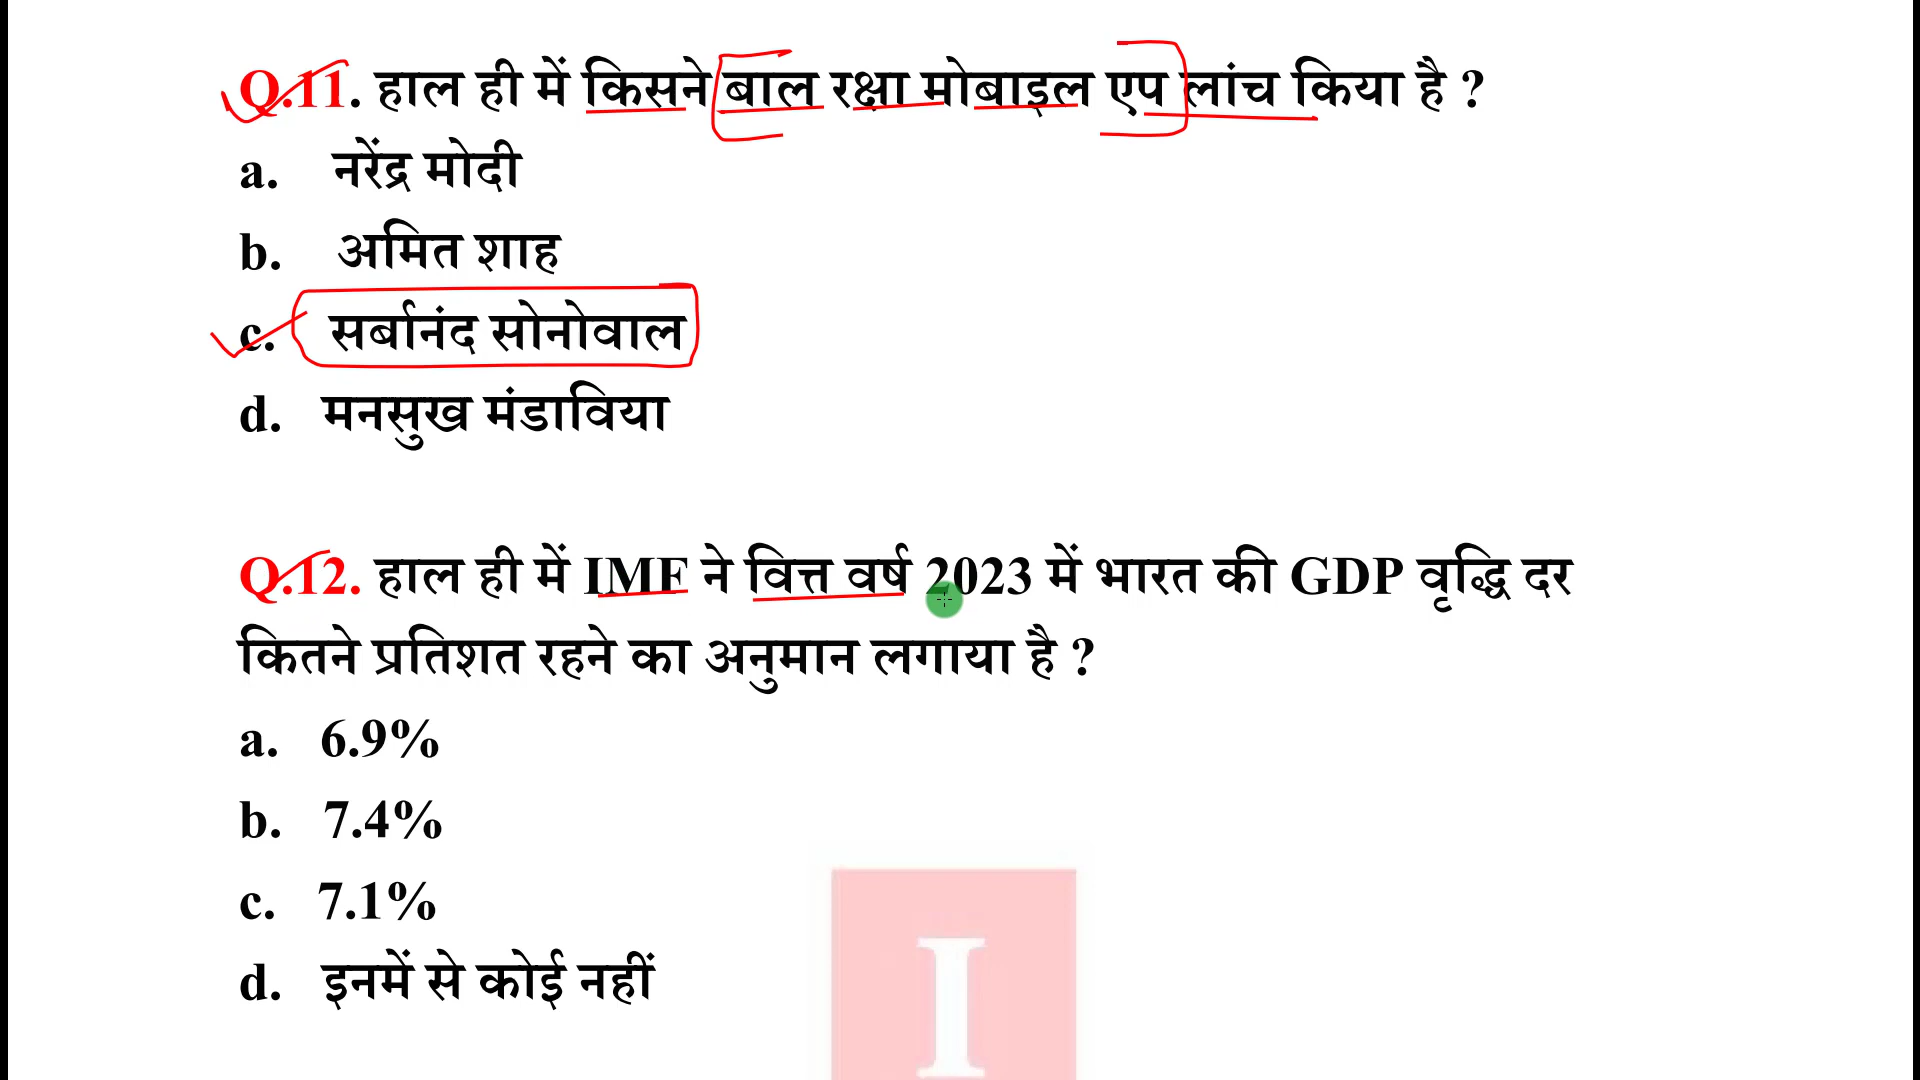 Q.11. हाल ही में किसने बाल रक्षा मोबाइल एप लांच किया है ?
a. नरेंद्र मोदी
b. अमित शाह
c. सर्बानंद सोनोवाल
d. मनसुख मंडाविया
Q.12. हाल ही में IMF ने वित्त वर्ष 2023 में भारत की GDP वृद्धि दर
कितने प्रतिशत रहने का अनुमान लगाया है ?
a. 6.9%
b. 7.4%
c. 7.1%
d. इनमें से कोई नहीं
I